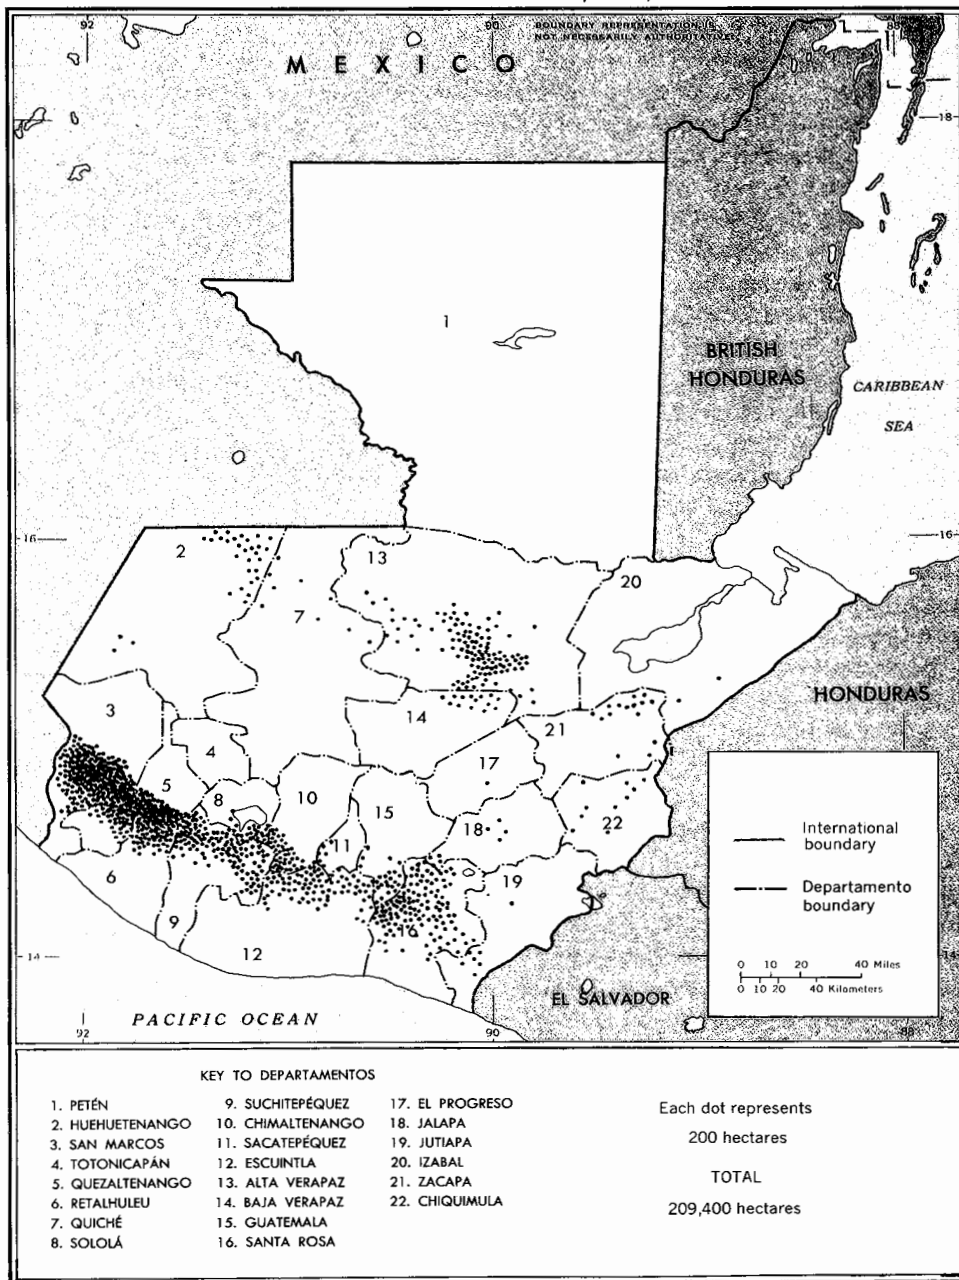 92
90
BOUNDARY REPRESENTATION IS
NOT NECESSARILY AUTHORITATIVE
MEXICO
18
1
BRITISH
HONDURAS
CARIBBEAN
SEA
16
16
2
13
20
7
HONDURAS
3
14
21
4
17
5
8
10
15
18
22
11
6
19
9
16
12
International
boundary
Departamento
boundary
0 10 20 40 Miles
0 10 20 40 Kilometers
14
14
EL SALVADOR
PACIFIC OCEAN
92
90
88
KEY TO DEPARTAMENTOS
1. PETÉN
2. HUEHUETENANGO
3. SAN MARCOS
4. TOTONICAPÁN
5. QUEZALTENANGO
6. RETALHULEU
7. QUICHÉ
8. SOLOLÁ
9. SUCHITEPÉQUEZ
10. CHIMALTENANGO
11. SACATEPÉQUEZ
12. ESCUINTLA
13. ALTA VERAPAZ
14. BAJA VERAPAZ
15. GUATEMALA
16. SANTA ROSA
17. EL PROGRESO
18. JALAPA
19. JUTIAPA
20. IZABAL
21. ZACAPA
22. CHIQUIMULA
Each dot represents
200 hectares
TOTAL
209,400 hectares